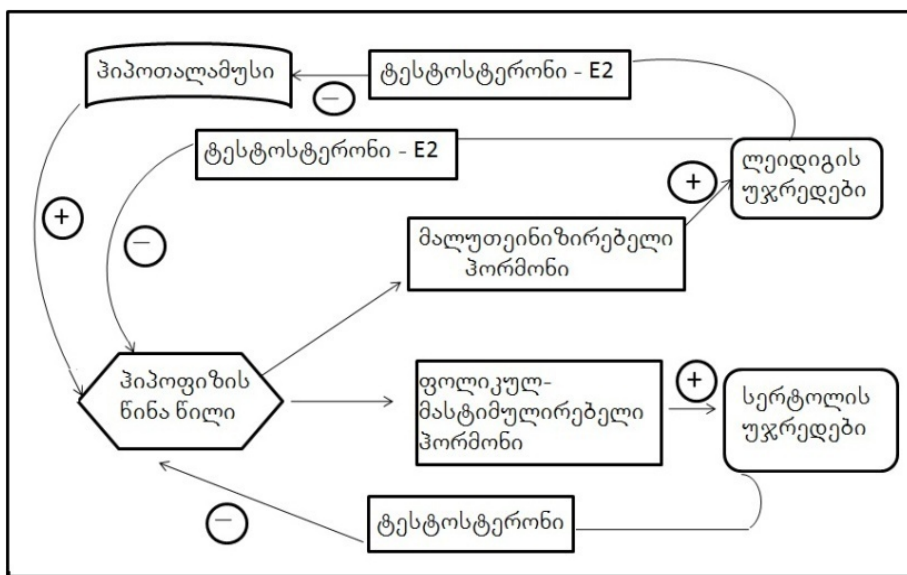 ჰიპოთალამუსი
ტესტოსტერონი - E2
−
ტესტოსტერონი - E2
ლეიდიგის
უჯრედები
+
+
−
მალუთეინიზირებელი
ჰორმონი
ჰიპოფიზის
წინა წილი
ფოლიკულ-
მასტიმულირებელი
ჰორმონი
+
სერტოლის
უჯრედები
−
ტესტოსტერონი